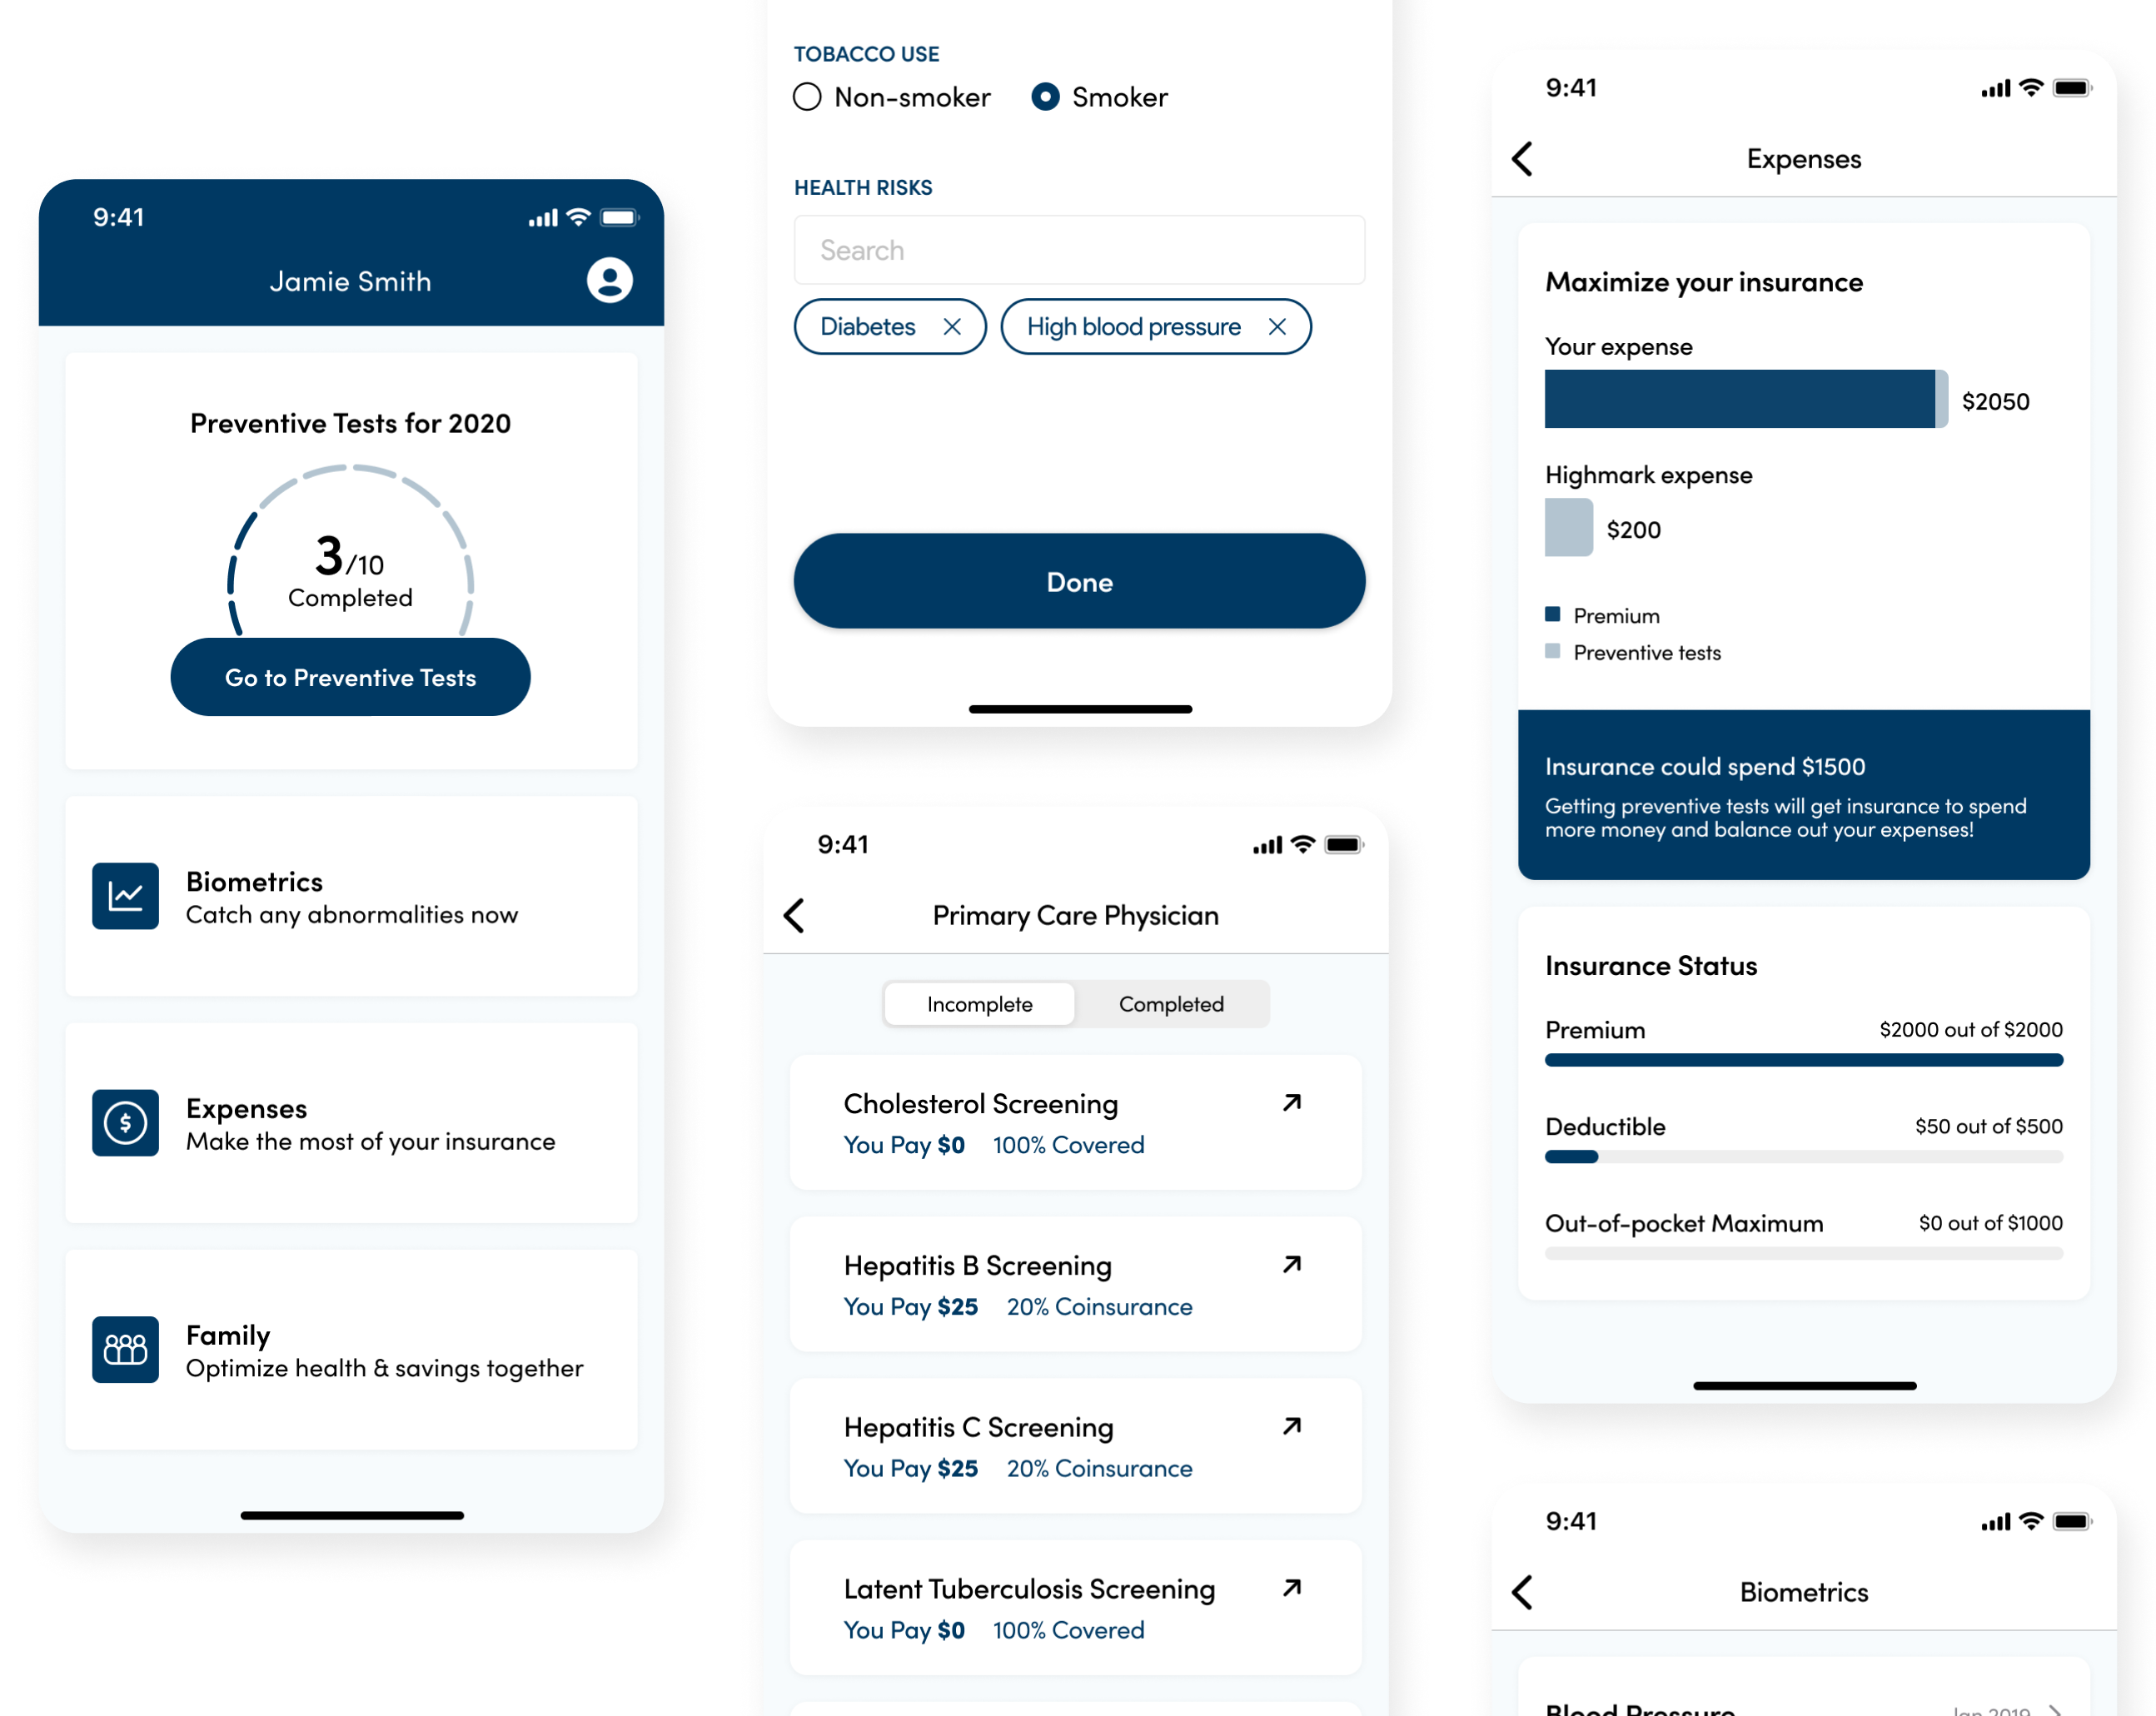 9:41
Jamie Smith
Preventive Tests for 2020
3/10
Completed
Go to Preventive Tests
Biometrics
Catch any abnormalities now
Expenses
Make the most of your insurance
Family
Optimize health & savings together
TOBACCO USE
Non-smoker Smoker
HEALTH RISKS
Search
Diabetes High blood pressure
Done
9:41
Primary Care Physician
Incomplete Completed
Cholesterol Screening
You Pay $0 100% Covered
Hepatitis B Screening
You Pay $25 20% Coinsurance
Hepatitis C Screening
You Pay $25 20% Coinsurance
Latent Tuberculosis Screening
You Pay $0 100% Covered
9:41
Expenses
Maximize your insurance
Your expense
$2050
Highmark expense
$200
Premium
Preventive tests
Insurance could spend $1500
Getting preventive tests will get insurance to spend
more money and balance out your expenses!
Insurance Status
Premium $2000 out of $2000
Deductible $50 out of $500
Out-of-pocket Maximum $0 out of $1000
9:41
Biometrics
Blood Pressure Jan 2019